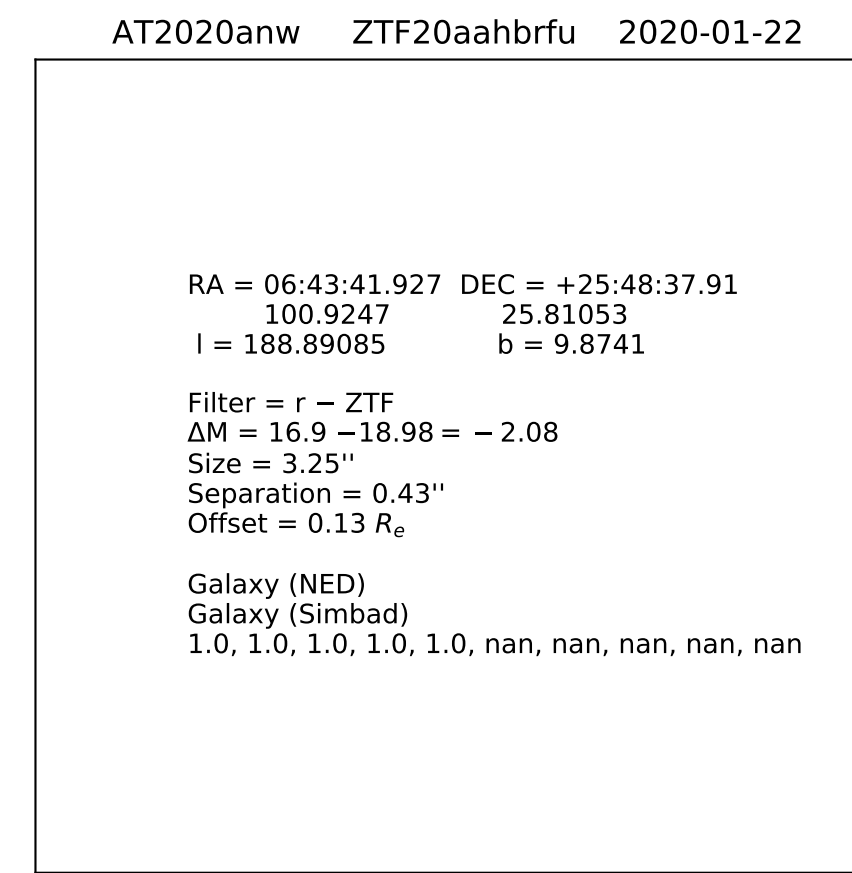 AT2020anw ZTF20aahbrfu 2020-01-22
RA = 06:43:41.927 DEC = +25:48:37.91
100.9247 25.81053
l = 188.89085 b = 9.8741
Filter = r − ZTF
ΔM = 16.9 −18.98 = − 2.08
Size = 3.25''
Separation = 0.43''
Offset = 0.13 Rₑ
Galaxy (NED)
Galaxy (Simbad)
1.0, 1.0, 1.0, 1.0, 1.0, nan, nan, nan, nan, nan